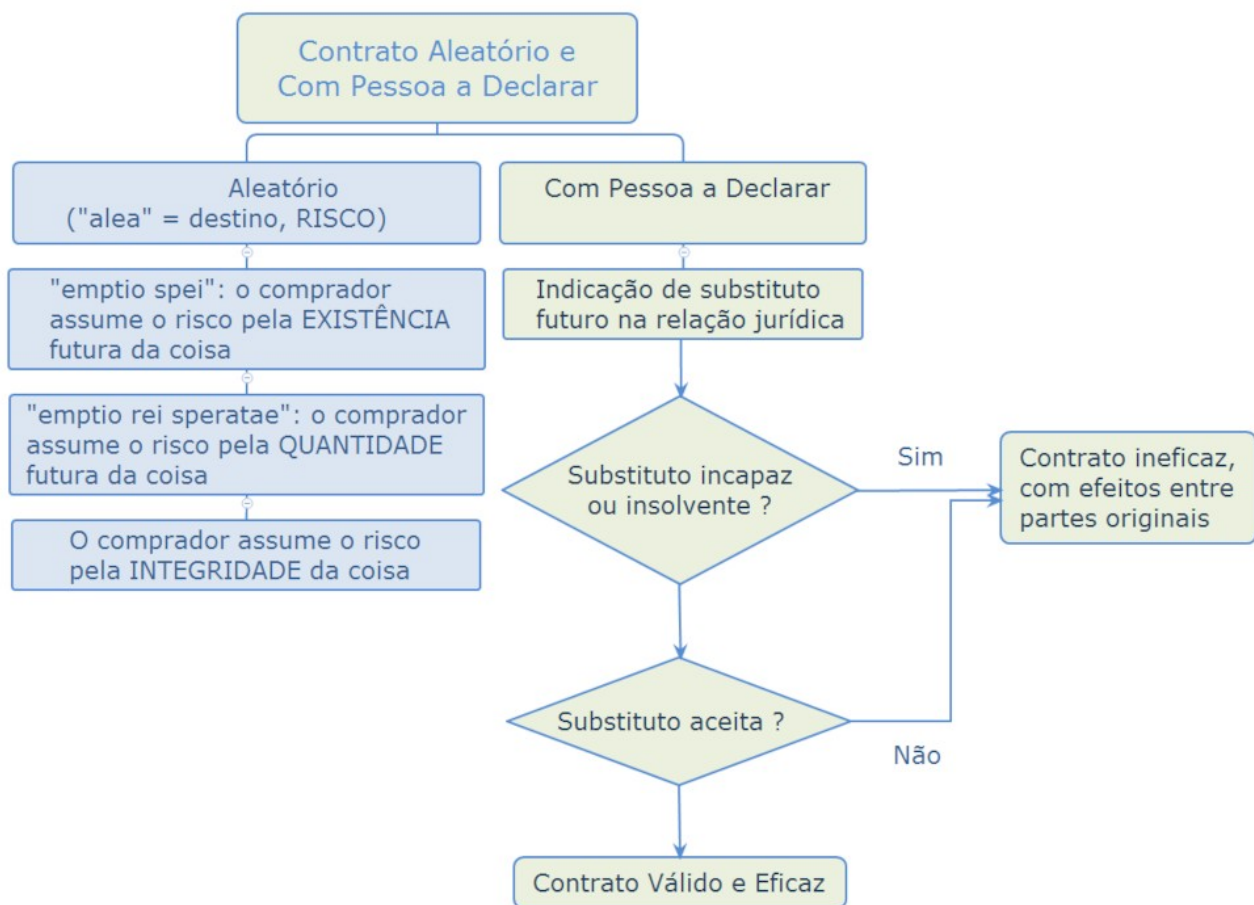 Contrato Aleatório e
Com Pessoa a Declarar
Aleatório
("alea" = destino, RISCO)
"emptio spei": o comprador
assume o risco pela EXISTÊNCIA
futura da coisa
"emptio rei speratae": o comprador
assume o risco pela QUANTIDADE
futura da coisa
O comprador assume o risco
pela INTEGRIDADE da coisa
Com Pessoa a Declarar
Indicação de substituto
futuro na relação jurídica
Substituto incapaz
ou insolvente ?
Sim
Contrato ineficaz,
com efeitos entre
partes originais
Substituto aceita ?
Não
Contrato Válido e Eficaz